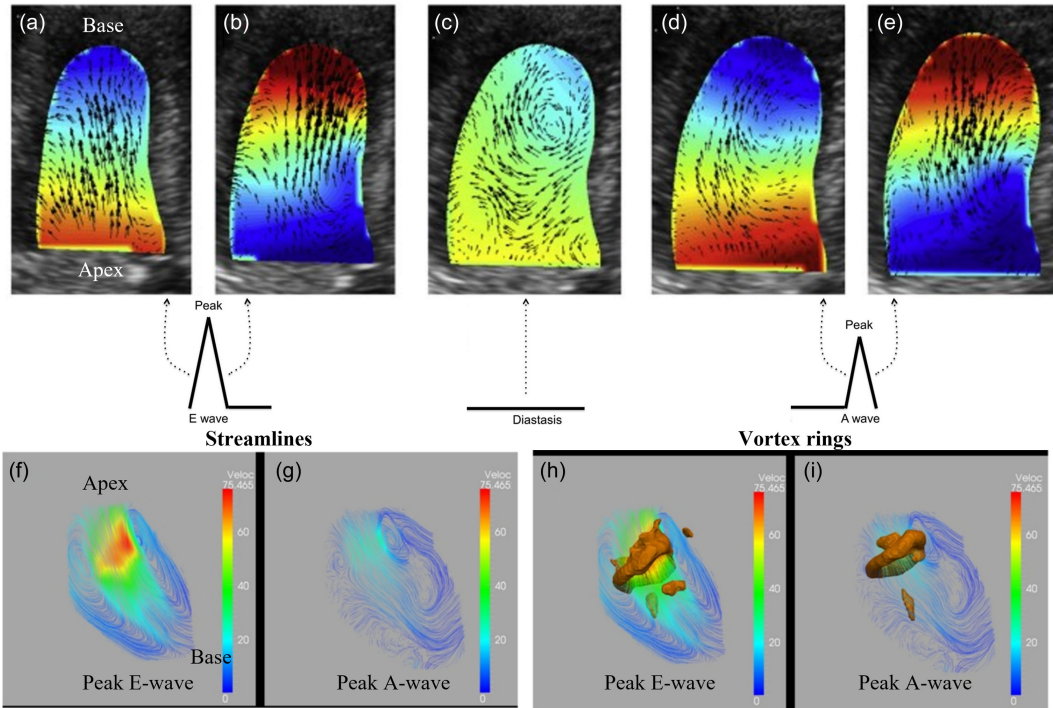 (a) Base
(b)
(c)
(d)
(e)
Apex
Peak
Peak
E wave
Diastasis
A wave
Streamlines
Vortex rings
(f)
Apex
Veloc
75.465
60
40
20
0
Base
Peak E-wave
(g)
Veloc
75.465
60
40
20
0
Peak A-wave
(h)
Veloc
75.465
60
40
20
0
Peak E-wave
(i)
Veloc
75.465
60
40
20
0
Peak A-wave